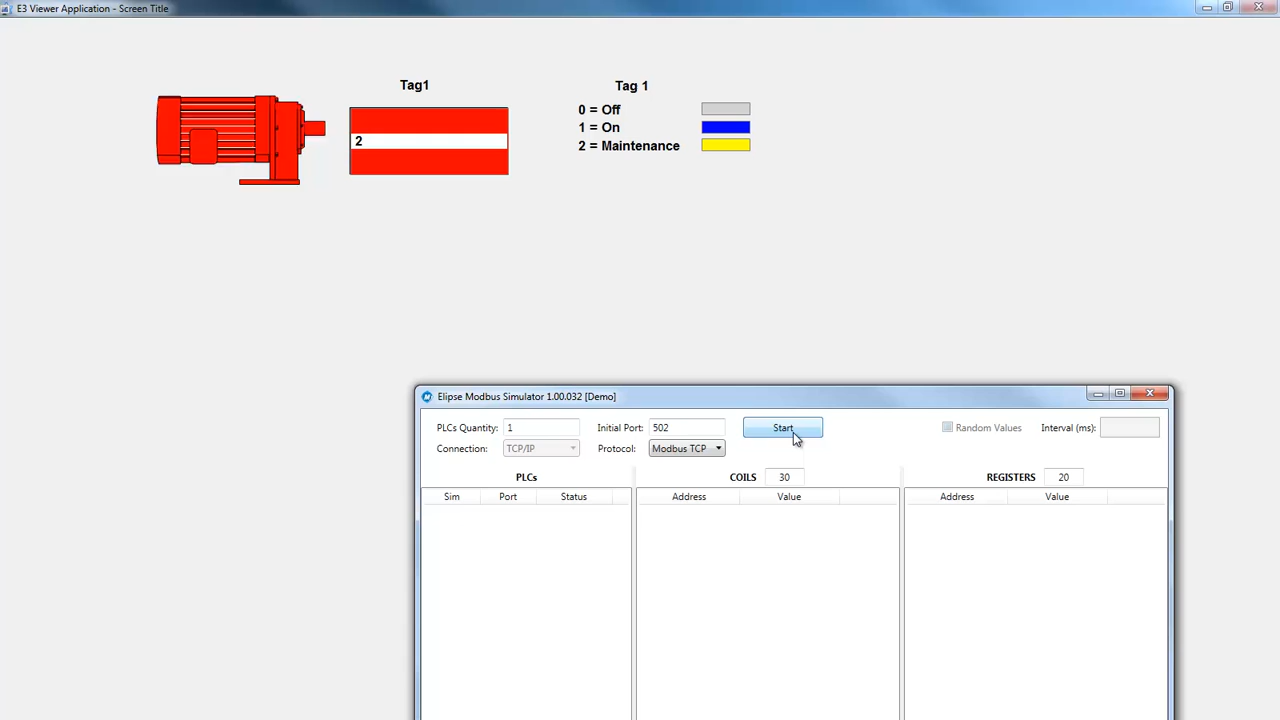 E3 Viewer Application - Screen Title
Tag1
2
Tag 1
0 = Off
1 = On
2 = Maintenance
Elipse Modbus Simulator 1.00.032 [Demo]
PLCs Quantity: 1 Initial Port: 502 Start Random Values Interval (ms):
Connection: TCP/IP Protocol: Modbus TCP
PLCs COILS 30 REGISTERS 20
Sim Port Status Address Value Address Value